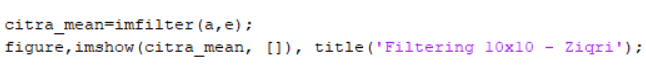 citra_mean=imfilter(a,e);
figure,imshow(citra_mean, []), title('Filtering 10x10 - Ziqri');